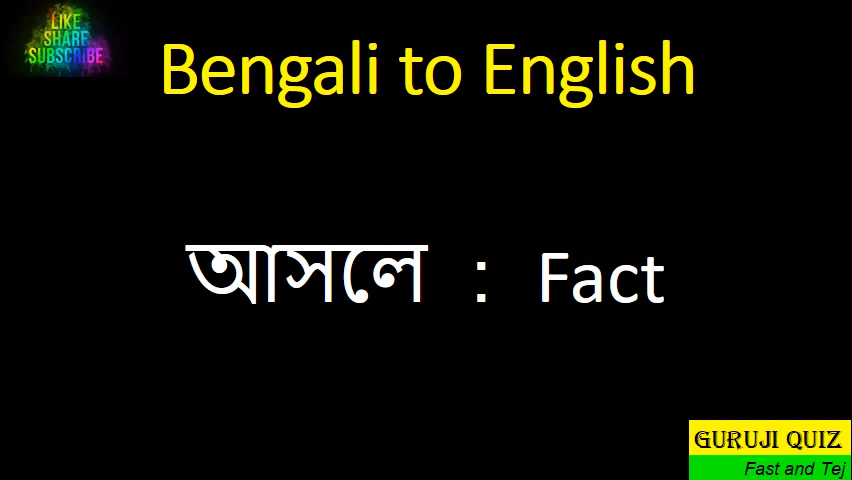 LIKE
SHARE
SUBSCRIBE
Bengali to English
আসলে : Fact
GURUJI QUIZ
Fast and Tej